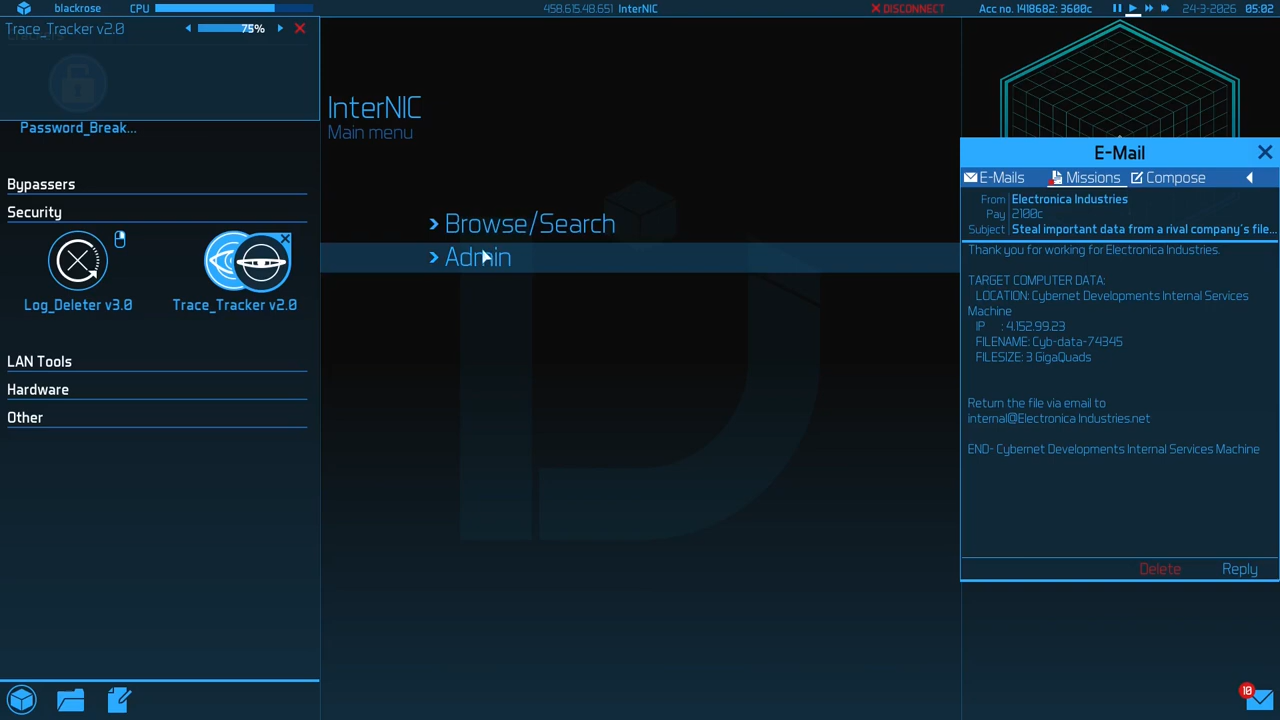 blackrose
CPU
458.615.48.651 InterNIC
DISCONNECT
Acc no. 1418682: 3600c
24-3-2026 05:02
Trace_Tracker v2.0
75%
Password_Break...
Bypassers
Security
Log_Deleter v3.0
Trace_Tracker v2.0
LAN Tools
Hardware
Other
InterNIC
Main menu
> Browse/Search
> Admin
E-Mail
E-Mails
Missions
Compose
From Electronica Industries
Pay 2100c
Subject Steal important data from a rival company's file...
Thank you for working for Electronica Industries.
TARGET COMPUTER DATA:
LOCATION: Cybernet Developments Internal Services
Machine
IP : 4.152.99.23
FILENAME: Cyb-data-74345
FILESIZE: 3 GigaQuads
Return the file via email to
internal@Electronica Industries.net
END- Cybernet Developments Internal Services Machine
Delete
Reply
10